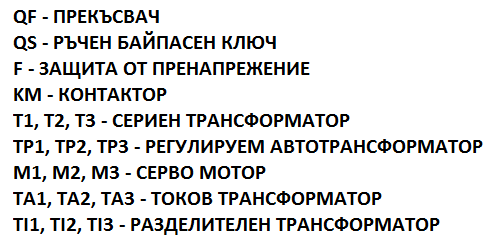 QF - ПРЕКЪСВАЧ
QS - РЪЧЕН БАЙПАСЕН КЛЮЧ
F - ЗАЩИТА ОТ ПРЕНАПРЕЖЕНИЕ
KM - КОНТАКТОР
T1, T2, T3 - СЕРИЕН ТРАНСФОРМАТОР
TP1, TP2, TP3 - РЕГУЛИРУЕМ АВТОТРАНСФОРМАТОР
M1, M2, M3 - СЕРВО МОТОР
TA1, TA2, TA3 - ТОКОВ ТРАНСФОРМАТОР
TI1, TI2, TI3 - РАЗДЕЛИТЕЛЕН ТРАНСФОРМАТОР